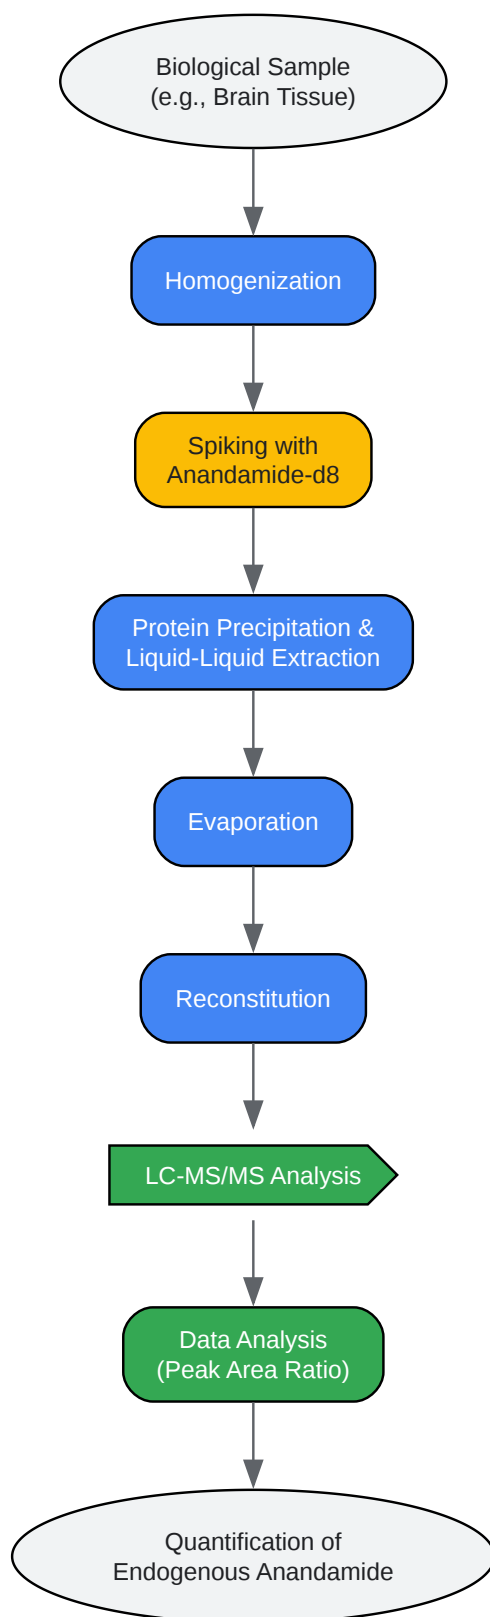 Biological Sample
(e.g., Brain Tissue)
Homogenization
Spiking with
Anandamide-d8
Protein Precipitation &
Liquid-Liquid Extraction
Evaporation
Reconstitution
LC-MS/MS Analysis
Data Analysis
(Peak Area Ratio)
Quantification of
Endogenous Anandamide